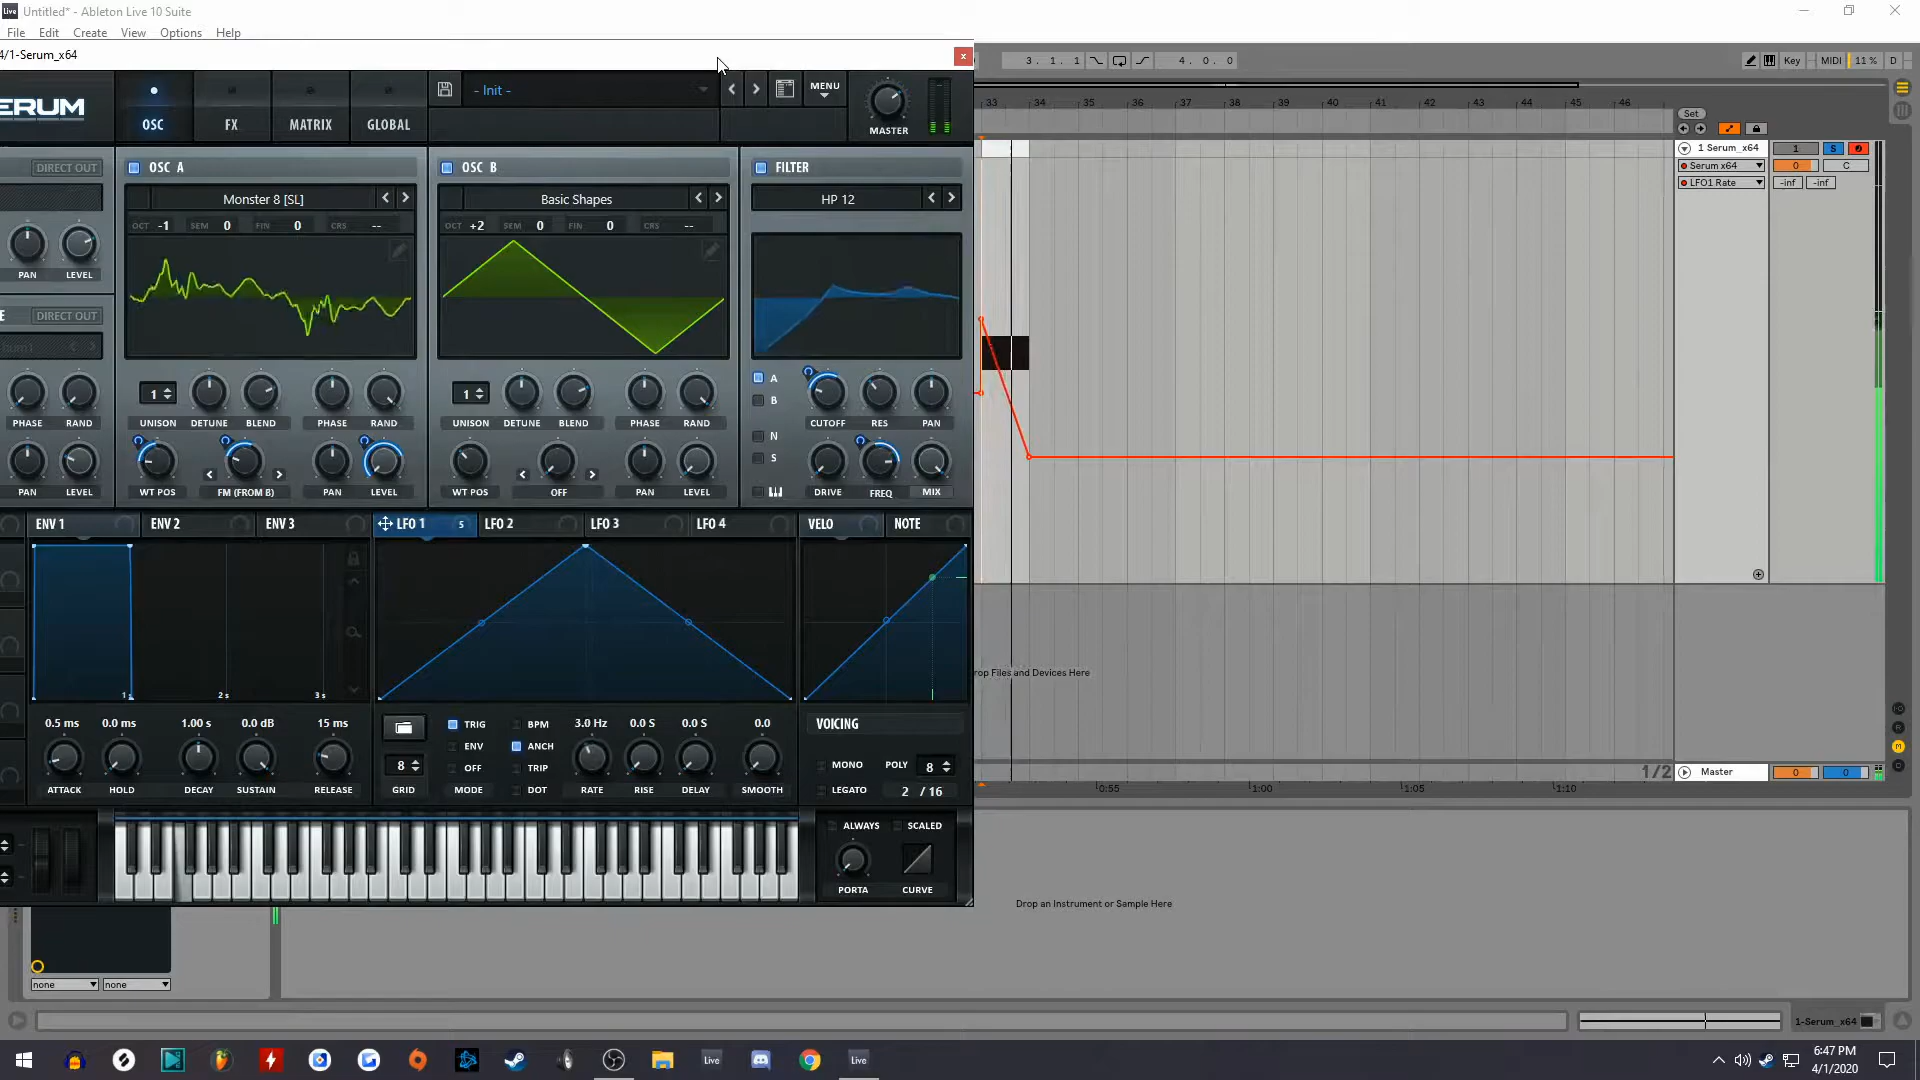 Untitled* - Ableton Live 10 Suite
File Edit Create View Options Help
4/1-Serum_x64
3. 1. 1 4. 0. 0 Key MIDI 11 % D
ERUM OSC FX MATRIX GLOBAL - Init - MENU MASTER
33 34 35 36 37 38 39 40 41 42 43 44 45 46
Set
DIRECT OUT OSC A OSC B FILTER
1 Serum_x64 1 S
Serum x64 0 C
LFO1 Rate -inf -inf
Monster 8 [SL] Basic Shapes HP 12
OCT -1 SEM 0 FIN 0 CRS --
OCT +2 SEM 0 FIN 0 CRS --
PAN LEVEL
E DIRECT OUT
1 1 A B
PHASE RAND UNISON DETUNE BLEND PHASE RAND UNISON DETUNE BLEND PHASE RAND CUTOFF RES PAN
N
S
PAN LEVEL WT POS FM (FROM B) PAN LEVEL WT POS OFF PAN LEVEL DRIVE FREQ MIX
ENV 1 ENV 2 ENV 3 LFO 1 5 LFO 2 LFO 3 LFO 4 VELO NOTE
1 2 s 3 s
rop Files and Devices Here
0.5 ms 0.0 ms 1.00 s 0.0 dB 15 ms TRIG BPM 3.0 Hz 0.0 S 0.0 S 0.0 VOICING
ENV ANCH
8 OFF TRIP MONO POLY 8
ATTACK HOLD DECAY SUSTAIN RELEASE GRID MODE DOT RATE RISE DELAY SMOOTH LEGATO 2 / 16
1/2 Master 0 0
0:55 1:00 1:05 1:10
ALWAYS SCALED
PORTA CURVE
Drop an Instrument or Sample Here
none none
1-Serum_x64
Live Live
6:47 PM
4/1/2020